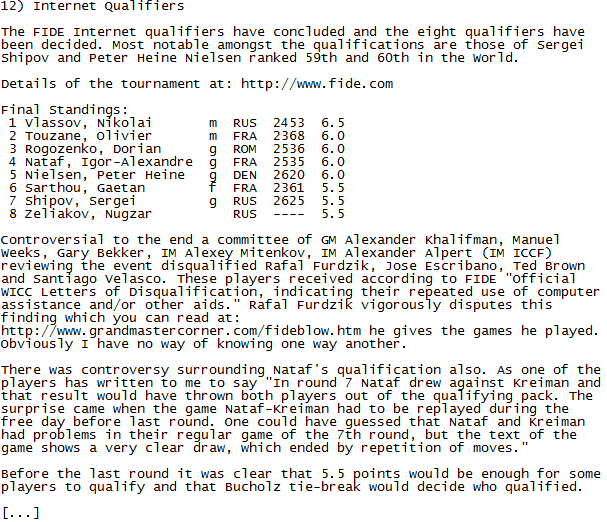 12) Internet Qualifiers

The FIDE Internet qualifiers have concluded and the eight qualifiers have
been decided. Most notable amongst the qualifications are those of Sergei
Shipov and Peter Heine Nielsen ranked 59th and 60th in the World.

Details of the tournament at: http://www.fide.com

Final Standings:
 1 Vlassov, Nikolai       m  RUS  2453  6.5
 2 Touzane, Olivier       m  FRA  2368  6.0
 3 Rogozenko, Dorian      g  ROM  2536  6.0
 4 Nataf, Igor-Alexandre  g  FRA  2535  6.0
 5 Nielsen, Peter Heine   g  DEN  2620  6.0
 6 Sarthou, Gaetan        f  FRA  2361  5.5
 7 Shipov, Sergei         g  RUS  2625  5.5
 8 Zeliakov, Nugzar          RUS  ----  5.5

Controversial to the end a committee of GM Alexander Khalifman, Manuel
Weeks, Gary Bekker, IM Alexey Mitenkov, IM Alexander Alpert (IM ICCF)
reviewing the event disqualified Rafal Furdzik, Jose Escribano, Ted Brown
and Santiago Velasco. These players received according to FIDE "Official
WICC Letters of Disqualification, indicating their repeated use of computer
assistance and/or other aids." Rafal Furdzik vigorously disputes this
finding which you can read at:
http://www.grandmastercorner.com/fideblow.htm he gives the games he played.
Obviously I have no way of knowing one way another.

There was controversy surrounding Nataf's qualification also. As one of the
players has written to me to say "In round 7 Nataf drew against Kreiman and
that result would have thrown both players out of the qualifying pack. The
surprise came when the game Nataf-Kreiman had to be replayed during the
free day before last round. One could have guessed that Nataf and Kreiman
had problems in their regular game of the 7th round, but the text of the
game shows a very clear draw, which ended by repetition of moves."

Before the last round it was clear that 5.5 points would be enough for some
players to qualify and that Bucholz tie-break would decide who qualified.

[...]